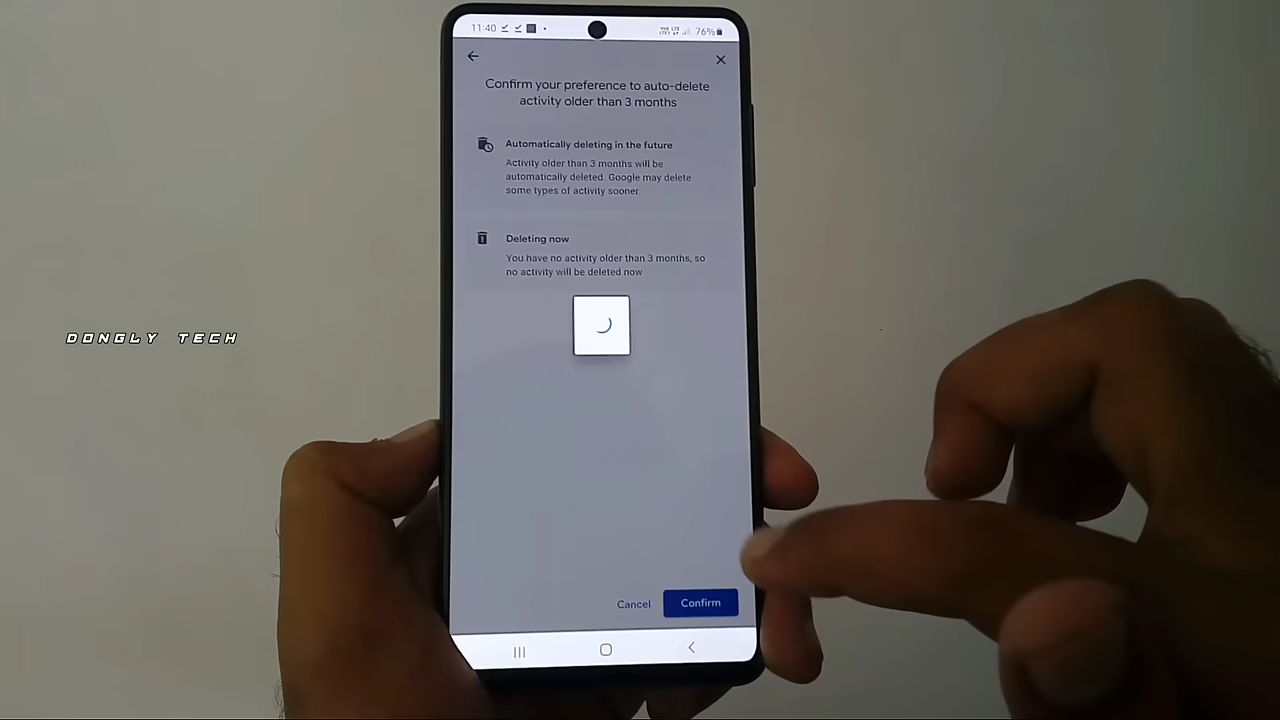 11:40
76%
Confirm your preference to auto-delete
activity older than 3 months
Automatically deleting in the future
Activity older than 3 months will be
automatically deleted. Google may delete
some types of activity sooner.
Deleting now
You have no activity older than 3 months, so
no activity will be deleted now
DONGLY TECH
Cancel
Confirm